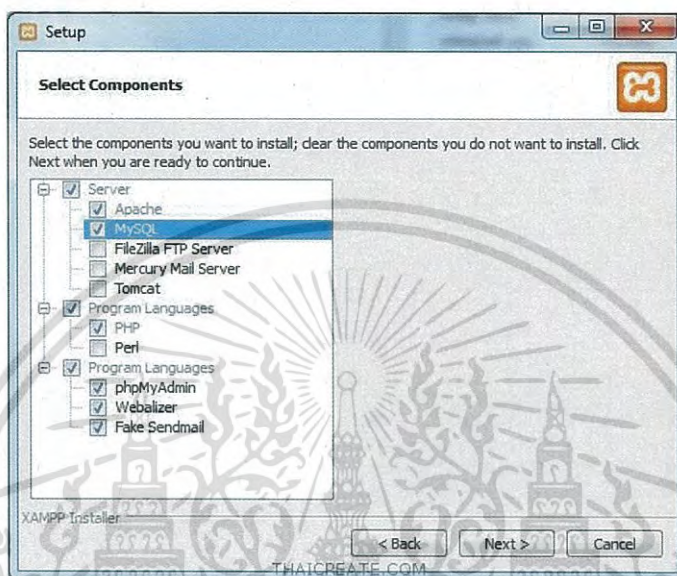 Setup
Select Components
Select the components you want to install; clear the components you do not want to install. Click
Next when you are ready to continue.
Server
Apache
MySQL
FileZilla FTP Server
Mercury Mail Server
Tomcat
Program Languages
PHP
Perl
Program Languages
phpMyAdmin
Webalizer
Fake Sendmail
XAMPP Installer
< Back
Next >
Cancel
THAICREATE.COM